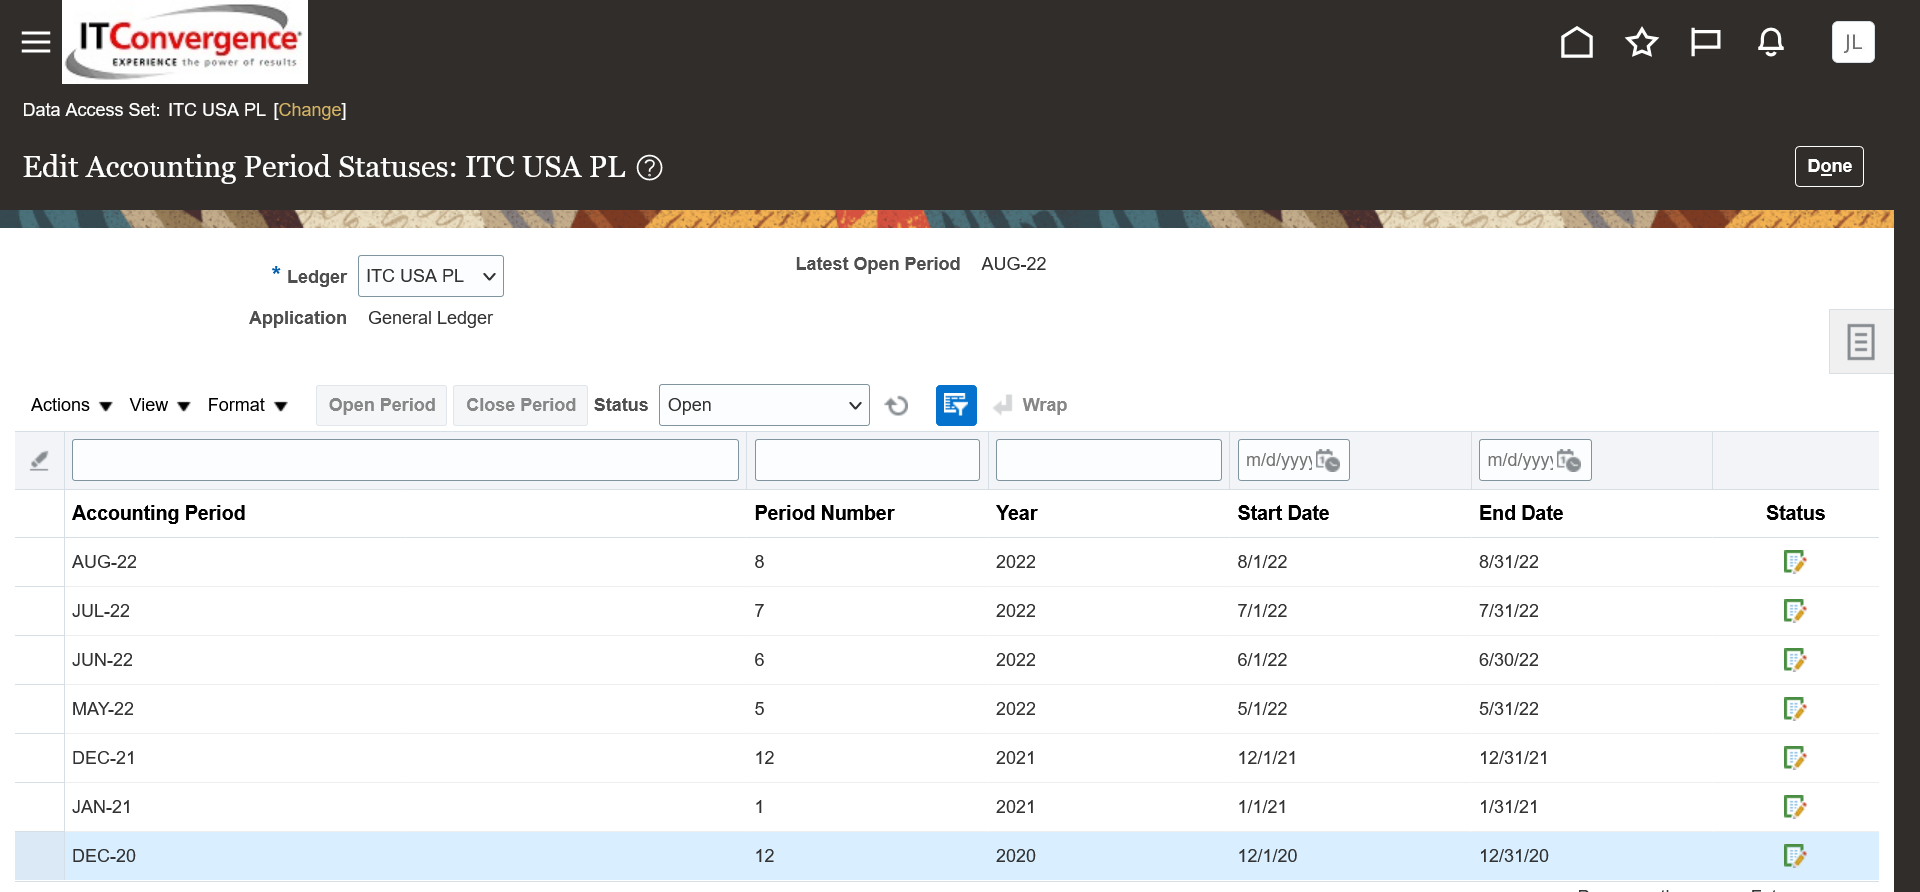 ITConvergence
EXPERIENCE the power of results
JL
Data Access Set: ITC USA PL [Change]
Edit Accounting Period Statuses: ITC USA PL ?
Done
* Ledger ITC USA PL
Latest Open Period AUG-22
Application General Ledger
Actions View Format Open Period Close Period Status Open Wrap
m/d/yyyy m/d/yyyy
Accounting Period Period Number Year Start Date End Date Status
AUG-22 8 2022 8/1/22 8/31/22
JUL-22 7 2022 7/1/22 7/31/22
JUN-22 6 2022 6/1/22 6/30/22
MAY-22 5 2022 5/1/22 5/31/22
DEC-21 12 2021 12/1/21 12/31/21
JAN-21 1 2021 1/1/21 1/31/21
DEC-20 12 2020 12/1/20 12/31/20